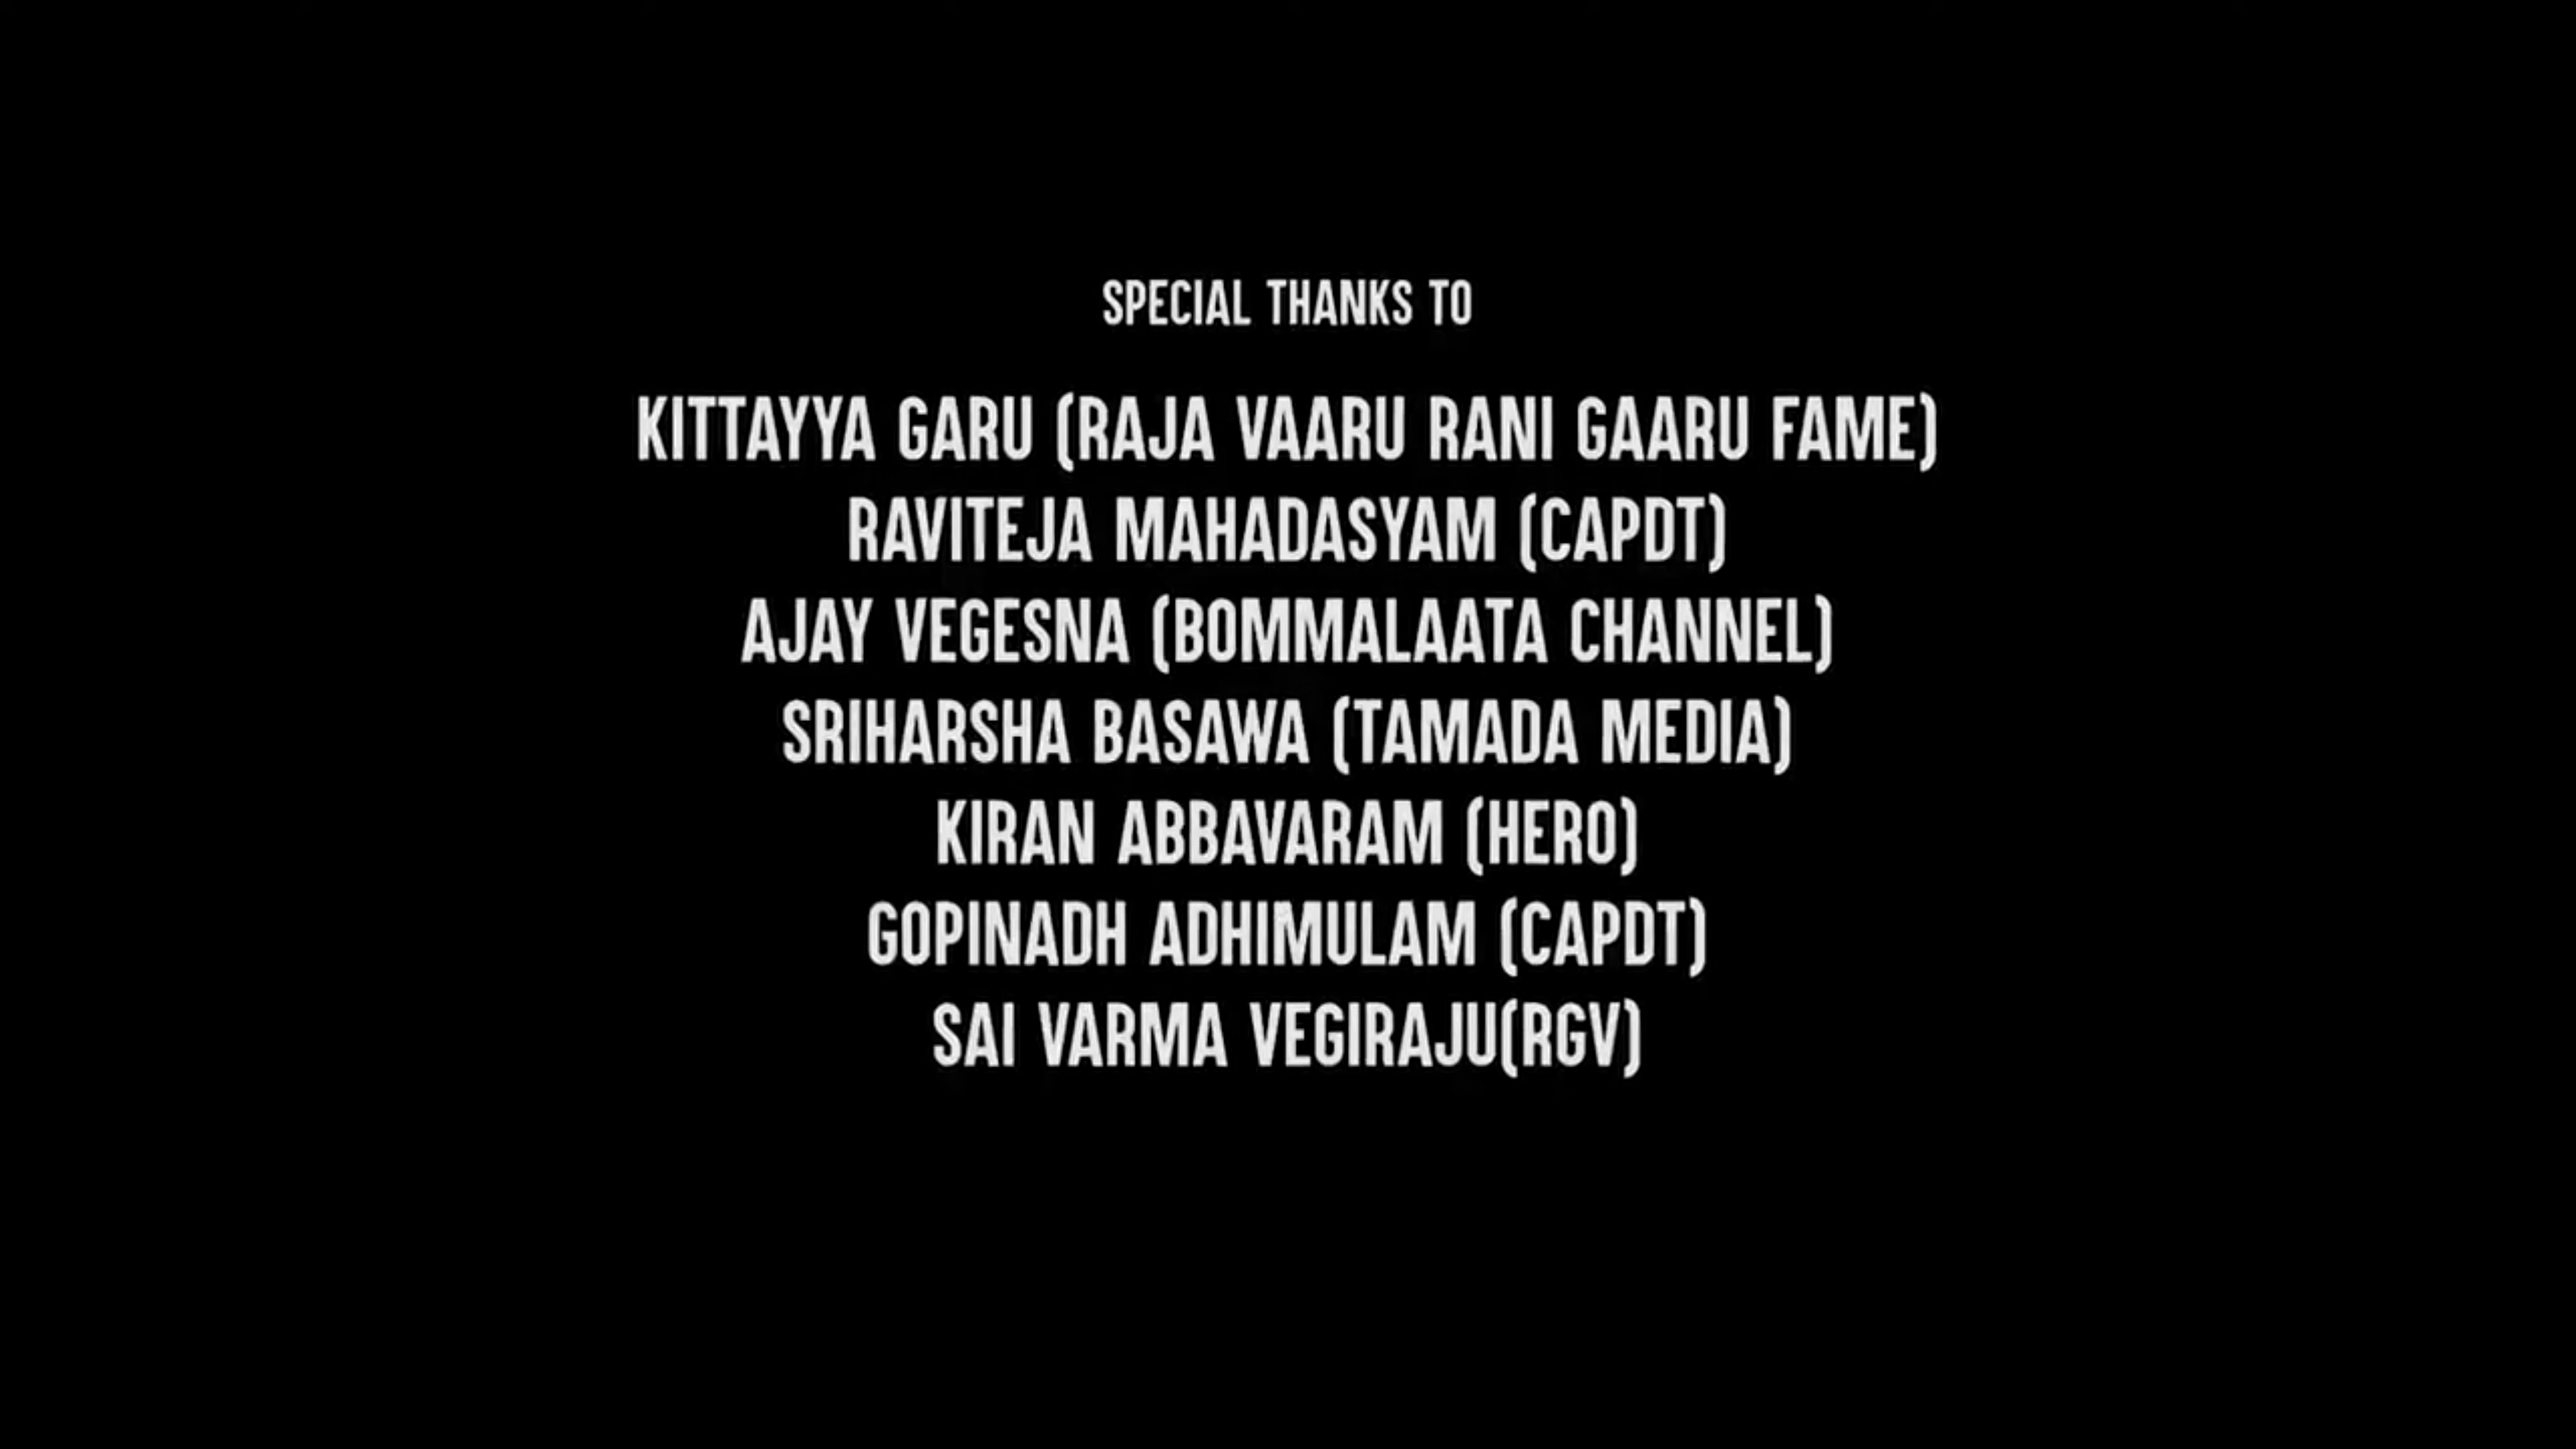 SPECIAL THANKS TO
KITTAYYA GARU (RAJA VAARU RANI GAARU FAME)
RAVITEJA MAHADASYAM (CAPDT)
AJAY VEGESNA (BOMMALAATA CHANNEL)
SRIHARSHA BASAWA (TAMADA MEDIA)
KIRAN ABBAVARAM (HERO)
GOPINADH ADHIMULAM (CAPDT)
SAI VARMA VEGIRAJU(RGV)